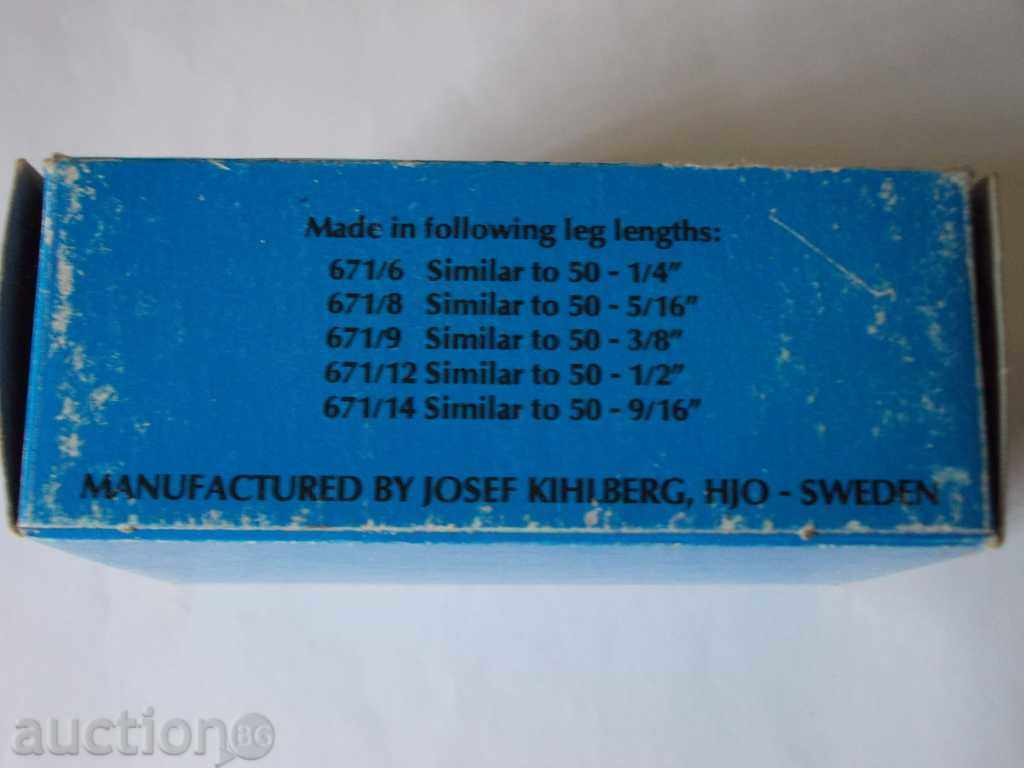 Made in following leg lengths:
671/6 Similar to 50 - 1/4"
671/8 Similar to 50 - 5/16"
671/9 Similar to 50 - 3/8"
671/12 Similar to 50 - 1/2"
671/14 Similar to 50 - 9/16"
MANUFACTURED BY JOSEF KIHLBERG, HJO - SWEDEN
auction BG